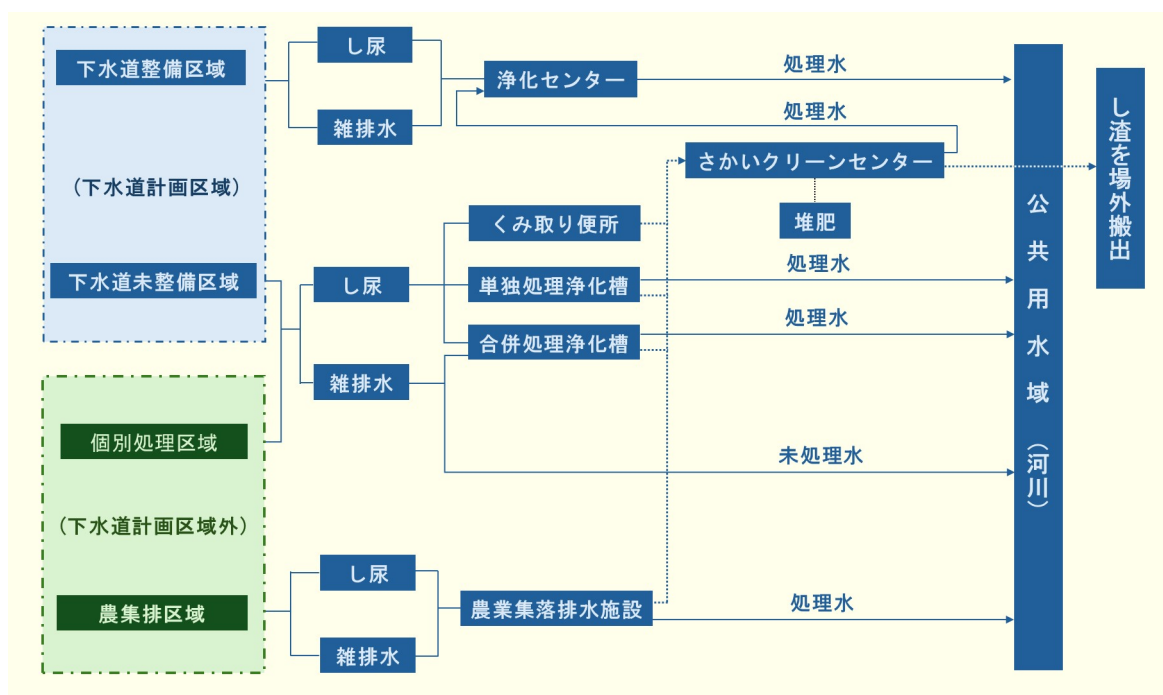 下水道整備区域
(下水道計画区域)
下水道未整備区域
個別処理区域
(下水道計画区域外)
農集排区域
し尿
雑排水
浄化センター
処理水
処理水
さかいクリーンセンター
堆肥
し尿
雑排水
くみ取り便所
単独処理浄化槽
合併処理浄化槽
処理水
処理水
未処理水
し尿
雑排水
農業集落排水施設
処理水
公共用水域(河川)
し渣を場外搬出